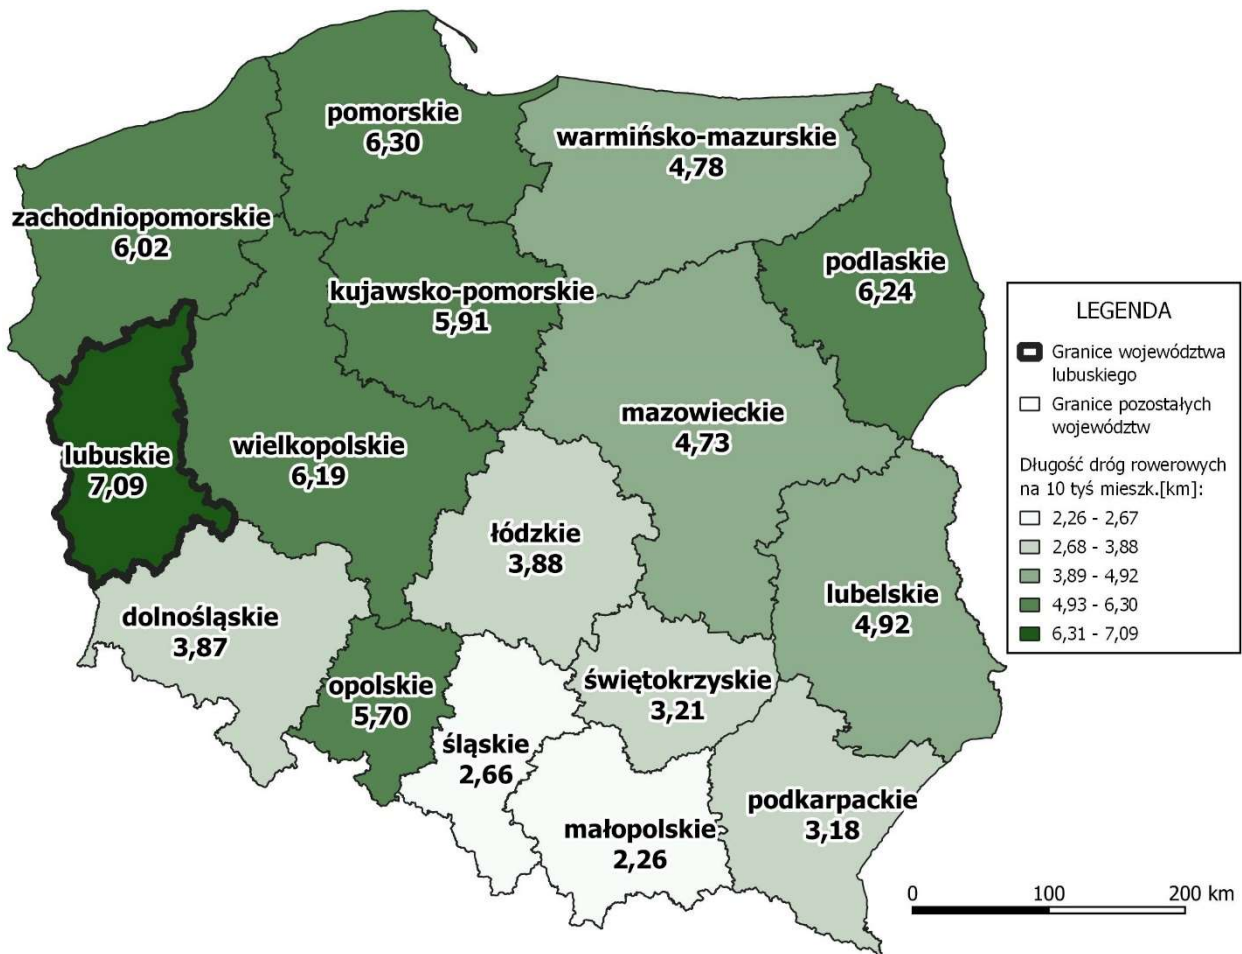 pomorskie
6,30
warmińsko-mazurskie
4,78
zachodniopomorskie
6,02
podlaskie
6,24
kujawsko-pomorskie
5,91
mazowieckie
4,73
wielkopolskie
6,19
lubuskie
7,09
łódzkie
3,88
lubelskie
4,92
dolnośląskie
3,87
opolskie
5,70
świętokrzyskie
3,21
śląskie
2,66
podkarpackie
3,18
małopolskie
2,26
LEGENDA
Granice województwa
lubuskiego
Granice pozostałych
województw
Długość dróg rowerowych
na 10 tyś mieszk.[km]:
2,26 - 2,67
2,68 - 3,88
3,89 - 4,92
4,93 - 6,30
6,31 - 7,09
0 100 200 km